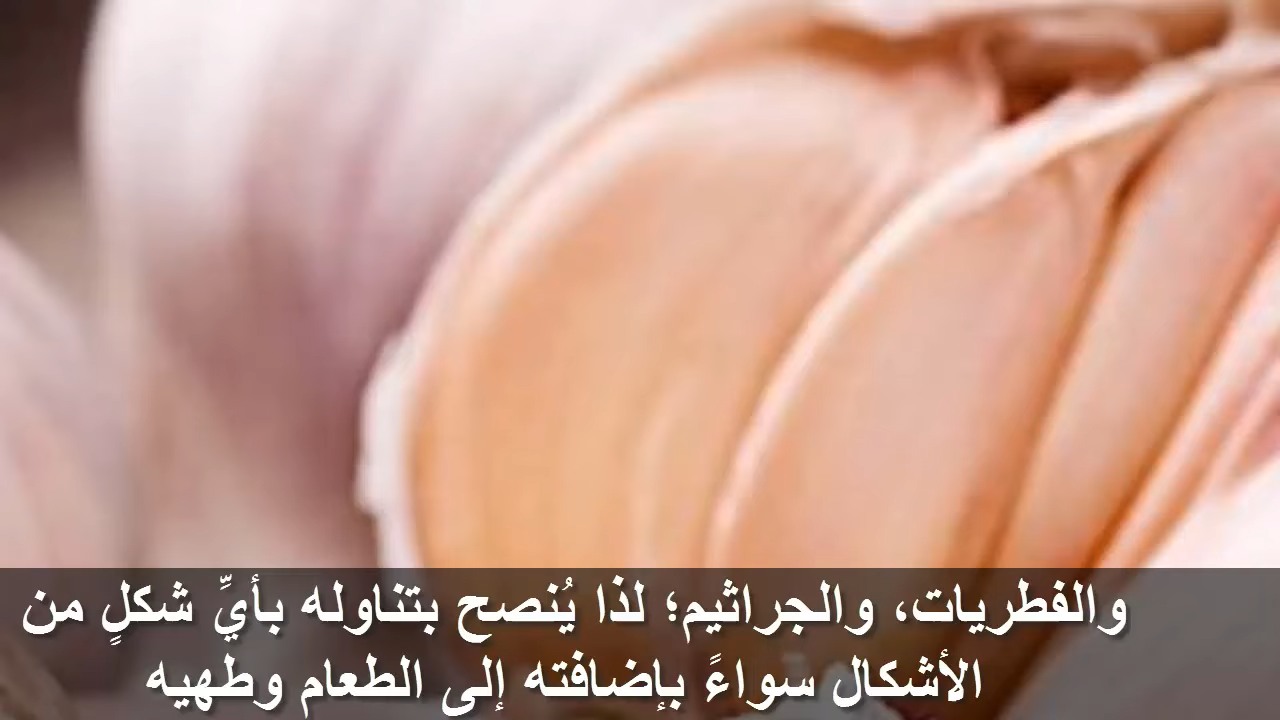 والفطريات، والجراثيم؛ لذا يُنصح بتناوله بأيِّ شكلٍ من
الأشكال سواءً بإضافته إلى الطعام وطهيه